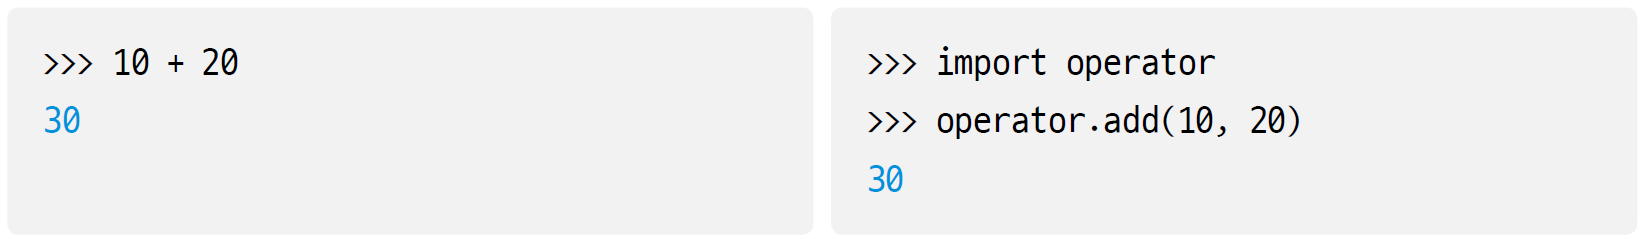 >>> 10 + 20
30
>>> import operator
>>> operator.add(10, 20)
30